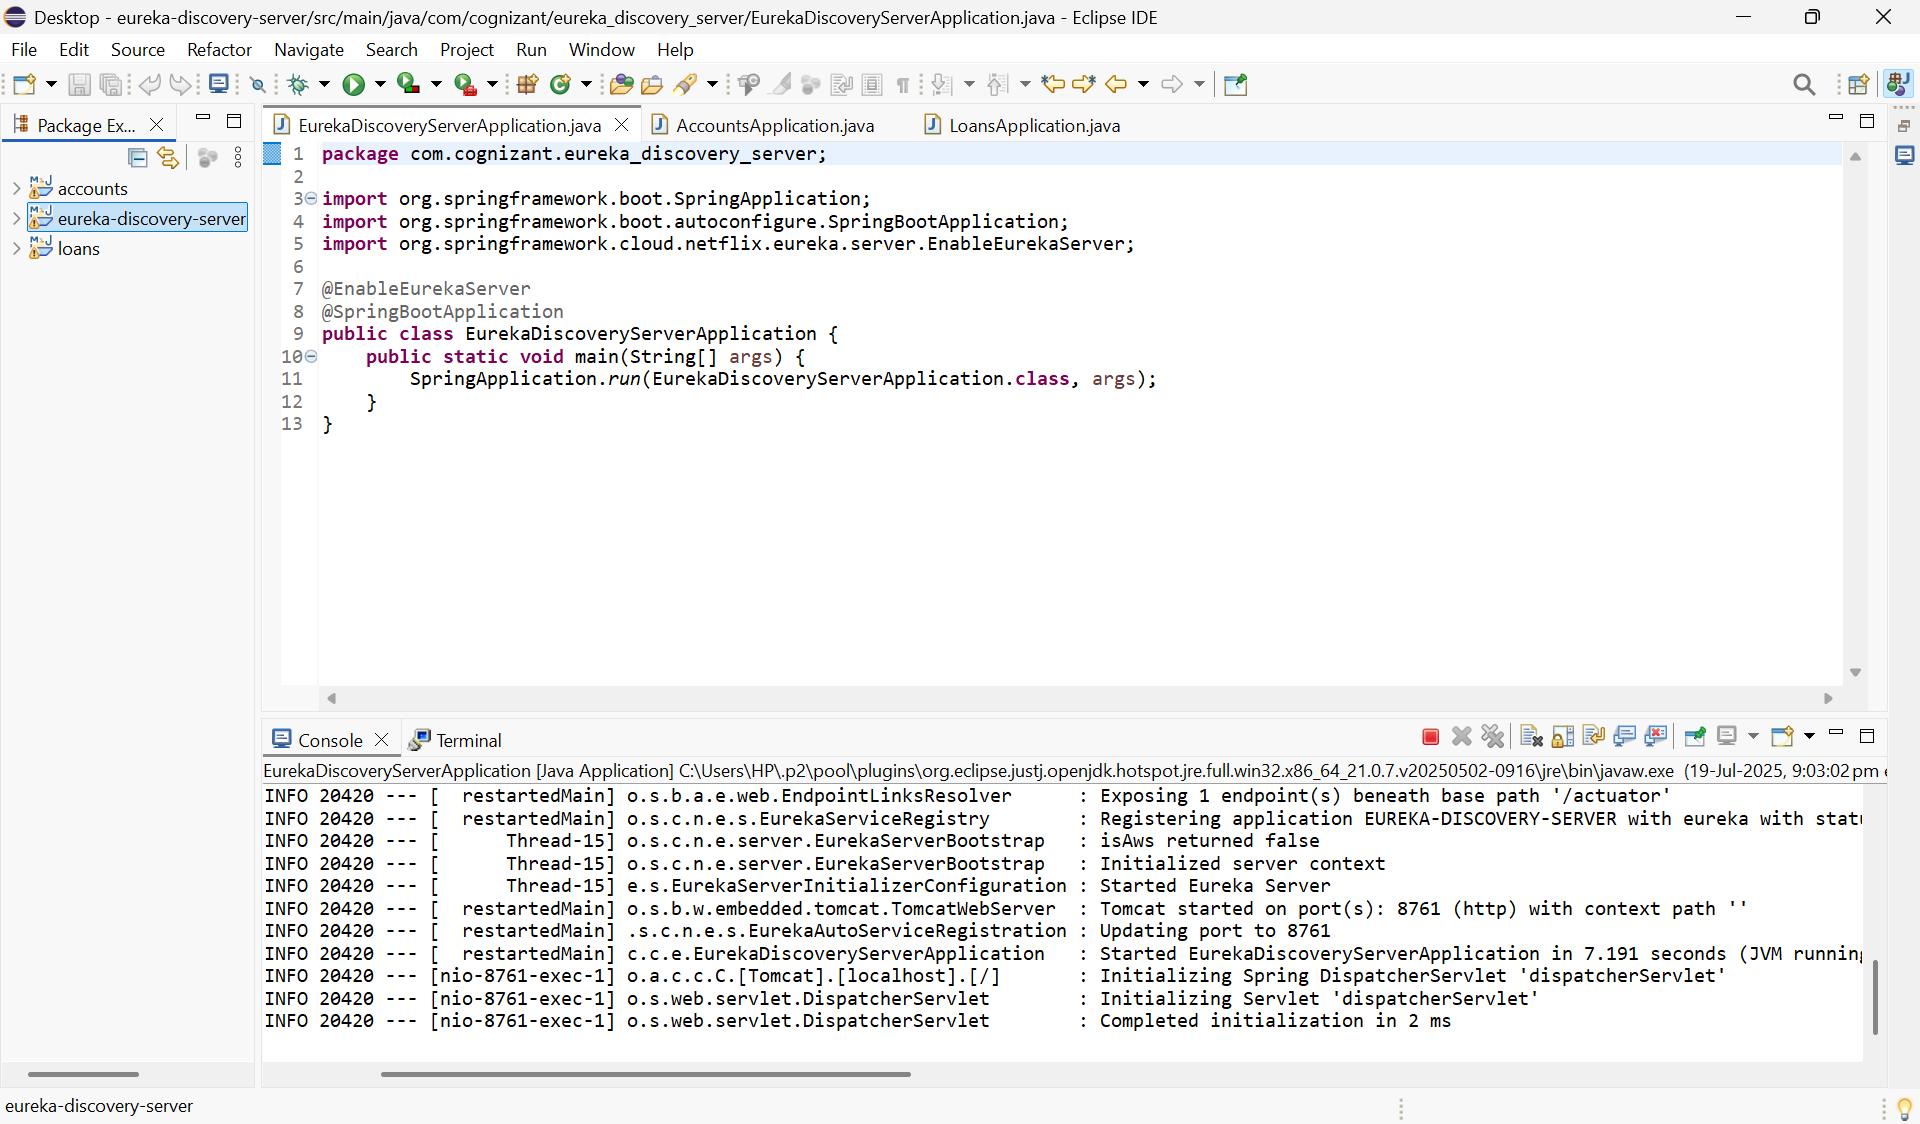 Desktop - eureka-discovery-server/src/main/java/com/cognizant/eureka_discovery_server/EurekaDiscoveryServerApplication.java - Eclipse IDE
File Edit Source Refactor Navigate Search Project Run Window Help
Package Ex...
accounts
eureka-discovery-server
loans
EurekaDiscoveryServerApplication.java AccountsApplication.java LoansApplication.java
1 package com.cognizant.eureka_discovery_server;
2
3 import org.springframework.boot.SpringApplication;
4 import org.springframework.boot.autoconfigure.SpringBootApplication;
5 import org.springframework.cloud.netflix.eureka.server.EnableEurekaServer;
6
7 @EnableEurekaServer
8 @SpringBootApplication
9 public class EurekaDiscoveryServerApplication {
10 public static void main(String[] args) {
11 SpringApplication.run(EurekaDiscoveryServerApplication.class, args);
12 }
13 }
Console Terminal
EurekaDiscoveryServerApplication [Java Application] C:\Users\HP\.p2\pool\plugins\org.eclipse.justj.openjdk.hotspot.jre.full.win32.x86_64_21.0.7.v20250502-0916\jre\bin\javaw.exe (19-Jul-2025, 9:03:02 pm
INFO 20420 --- [ restartedMain] o.s.b.a.e.web.EndpointLinksResolver : Exposing 1 endpoint(s) beneath base path '/actuator'
INFO 20420 --- [ restartedMain] o.s.c.n.e.s.EurekaServiceRegistry : Registering application EUREKA-DISCOVERY-SERVER with eureka with stat
INFO 20420 --- [ Thread-15] o.s.c.n.e.server.EurekaServerBootstrap : isAws returned false
INFO 20420 --- [ Thread-15] o.s.c.n.e.server.EurekaServerBootstrap : Initialized server context
INFO 20420 --- [ Thread-15] e.s.EurekaServerInitializerConfiguration : Started Eureka Server
INFO 20420 --- [ restartedMain] o.s.b.w.embedded.tomcat.TomcatWebServer : Tomcat started on port(s): 8761 (http) with context path ''
INFO 20420 --- [ restartedMain] .s.c.n.e.s.EurekaAutoServiceRegistration : Updating port to 8761
INFO 20420 --- [ restartedMain] c.c.e.EurekaDiscoveryServerApplication : Started EurekaDiscoveryServerApplication in 7.191 seconds (JVM running
INFO 20420 --- [nio-8761-exec-1] o.a.c.c.C.[Tomcat].[localhost].[/] : Initializing Spring DispatcherServlet 'dispatcherServlet'
INFO 20420 --- [nio-8761-exec-1] o.s.web.servlet.DispatcherServlet : Initializing Servlet 'dispatcherServlet'
INFO 20420 --- [nio-8761-exec-1] o.s.web.servlet.DispatcherServlet : Completed initialization in 2 ms
eureka-discovery-server